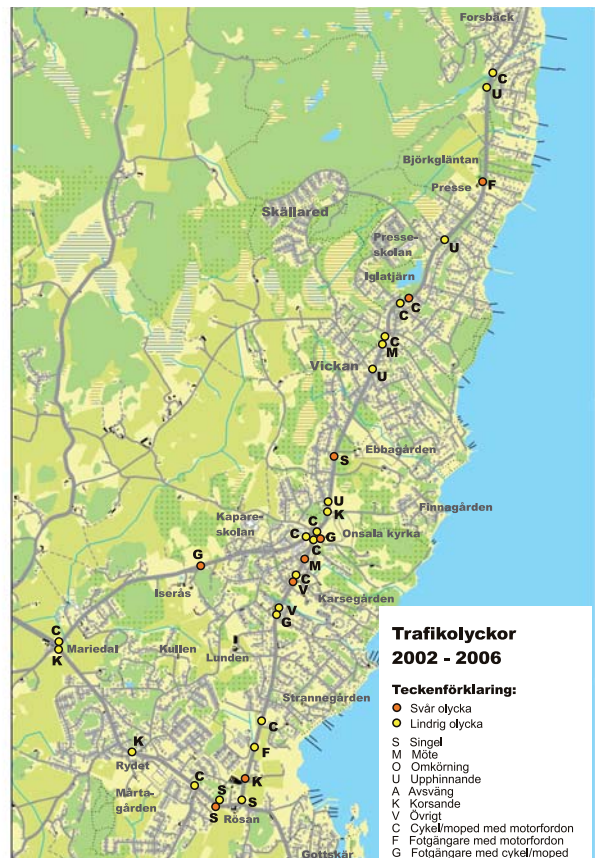 Forsbäck
C
U
Björkgläntan
Presse
F
Skällared
Presse-
skolan
U
Iglatjärn
C
C
C
M
Vickan
U
Ebbagården
S
U
K
Finnagården
Kapare-
skolan
C
C
G
Onsala kyrka
C
M
G
Iserås
C
V
Karsegården
V
G
C
Mariedal
K
Kullen
Lunden
Strannegården
C
K
F
Rydet
K
C
Mårta-
gården
S
S
S
Rösan
Gottskär
Trafikolyckor
2002 - 2006
Teckenförklaring:
Svår olycka
Lindrig olycka
S Singel
M Möte
O Omkörning
U Upphinnande
A Avsväng
K Korsande
V Övrigt
C Cykel/moped med motorfordon
F Fotgängare med motorfordon
G Fotgängare med cykel/moped